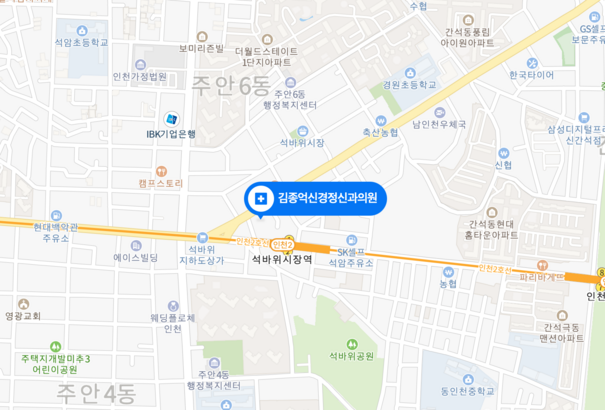 수협
간석동풍림
아이원아파트
GS셀프
보문주유소
석암초등학교
보미리즌빌
더월드스테이트
1단지아파트
인천가정법원
주안6동
주안6동
행정복지센터
경원초등학교
한국타이어
IBK기업은행
석바위시장
축산농협
남인천우체국
삼성디지털프라
신간석점
신협
캠프스토리
김종억신경정신과의원
현대백악관
주유소
에이스빌딩
석바위
지하도상가
인천2호선
인천2
2
석바위시장역
SK셀프
석암주유소
간석동현대
홈타운아파트
인천2호선
농협
파리바게뜨
8
인천
영광교회
웨딩플로체
인천
간석극동
맨션아파트
주택지개발미추3
어린이공원
석바위공원
주안4동
행정복지센터
주안4동
동인천중학교